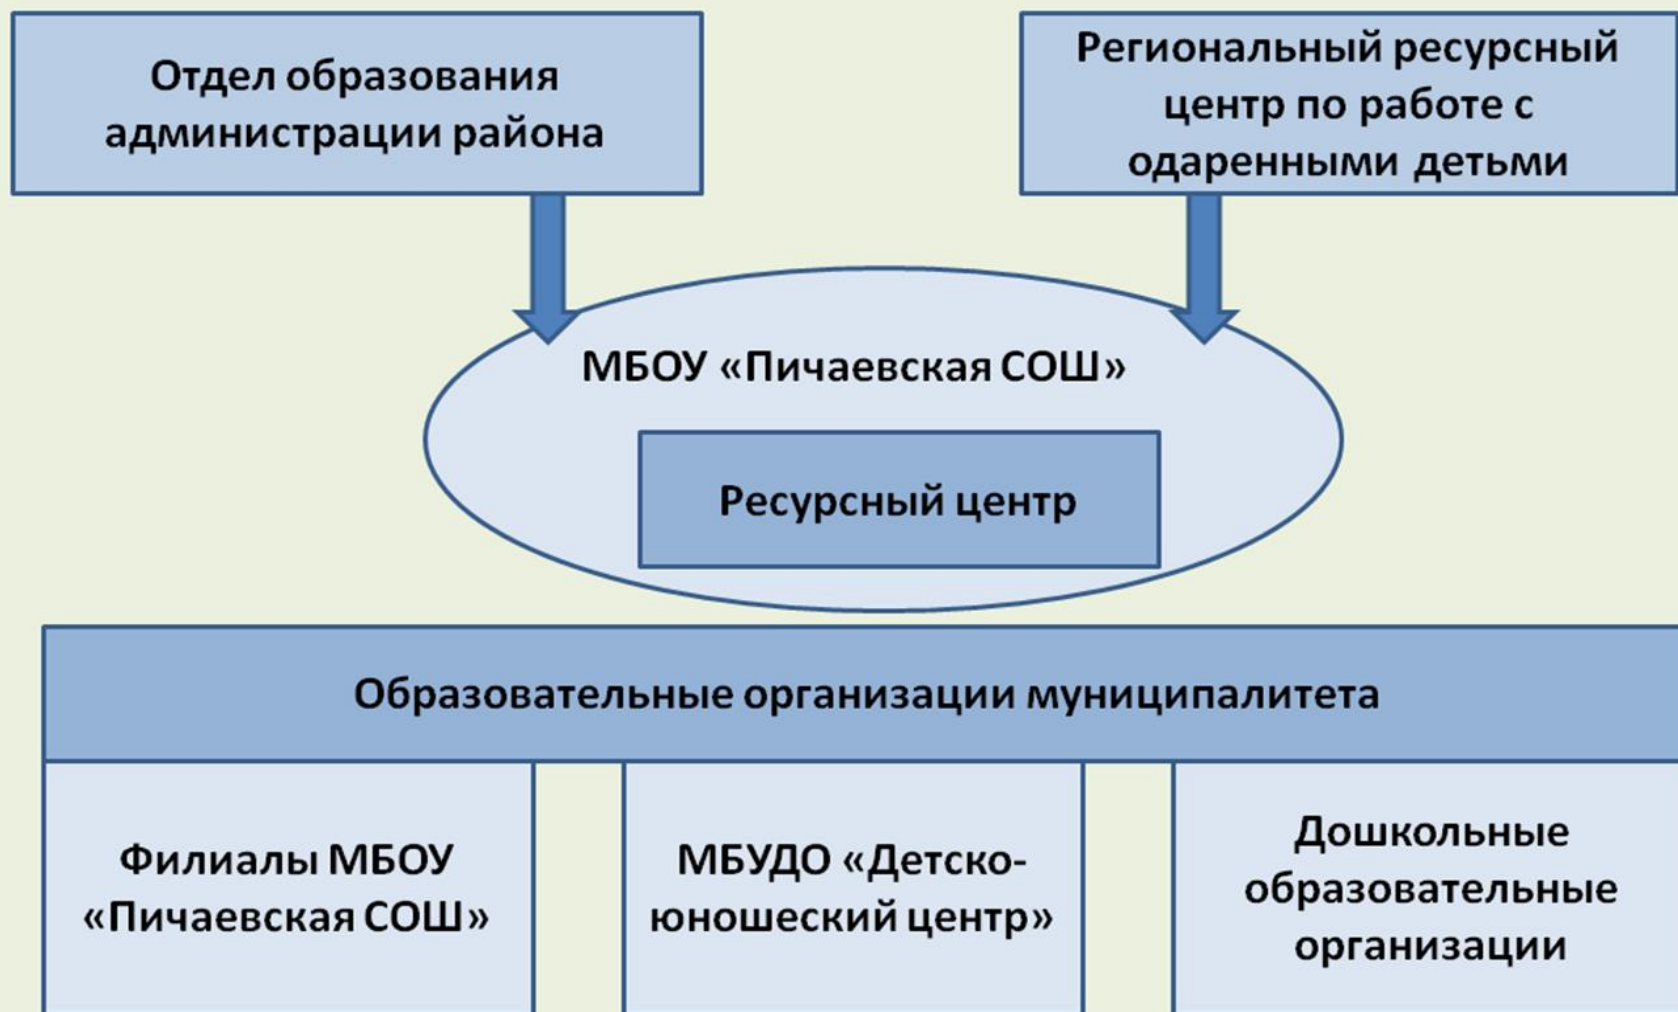 Отдел образования
администрации района
Региональный ресурсный
центр по работе с
одаренными детьми
МБОУ «Пичаевская СОШ»
Ресурсный центр
Образовательные организации муниципалитета
Филиалы МБОУ
«Пичаевская СОШ»
МБУДО «Детско-
юношеский центр»
Дошкольные
образовательные
организации